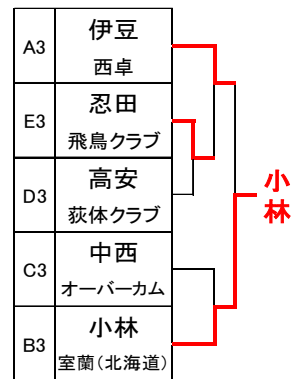 A3
伊豆
西卓
E3
忍田
飛鳥クラブ
D3
高安
荻体クラブ
C3
中西
オーバーカム
B3
小林
室蘭(北海道)
小林